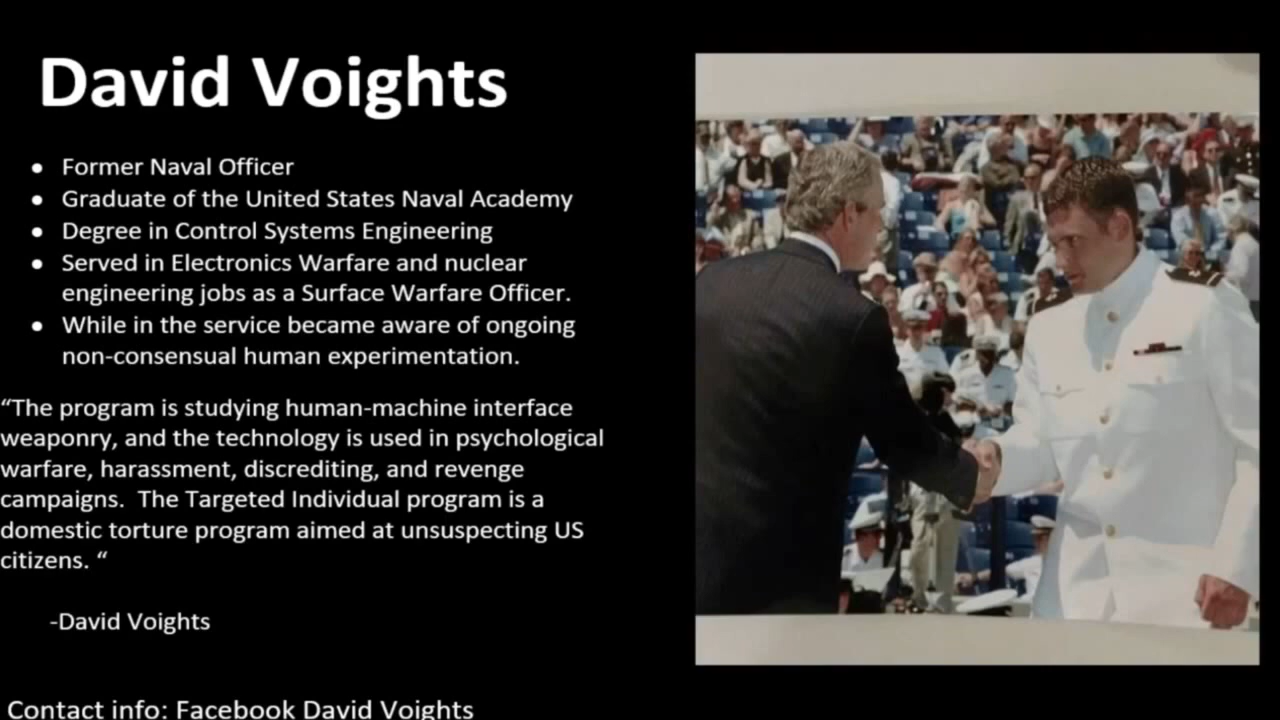 David Voights
• Former Naval Officer
• Graduate of the United States Naval Academy
• Degree in Control Systems Engineering
• Served in Electronics Warfare and nuclear
engineering jobs as a Surface Warfare Officer.
• While in the service became aware of ongoing
non-consensual human experimentation.
“The program is studying human-machine interface
weaponry, and the technology is used in psychological
warfare, harassment, discrediting, and revenge
campaigns.  The Targeted Individual program is a
domestic torture program aimed at unsuspecting US
citizens. “
-David Voights
Contact info: Facebook David Voights